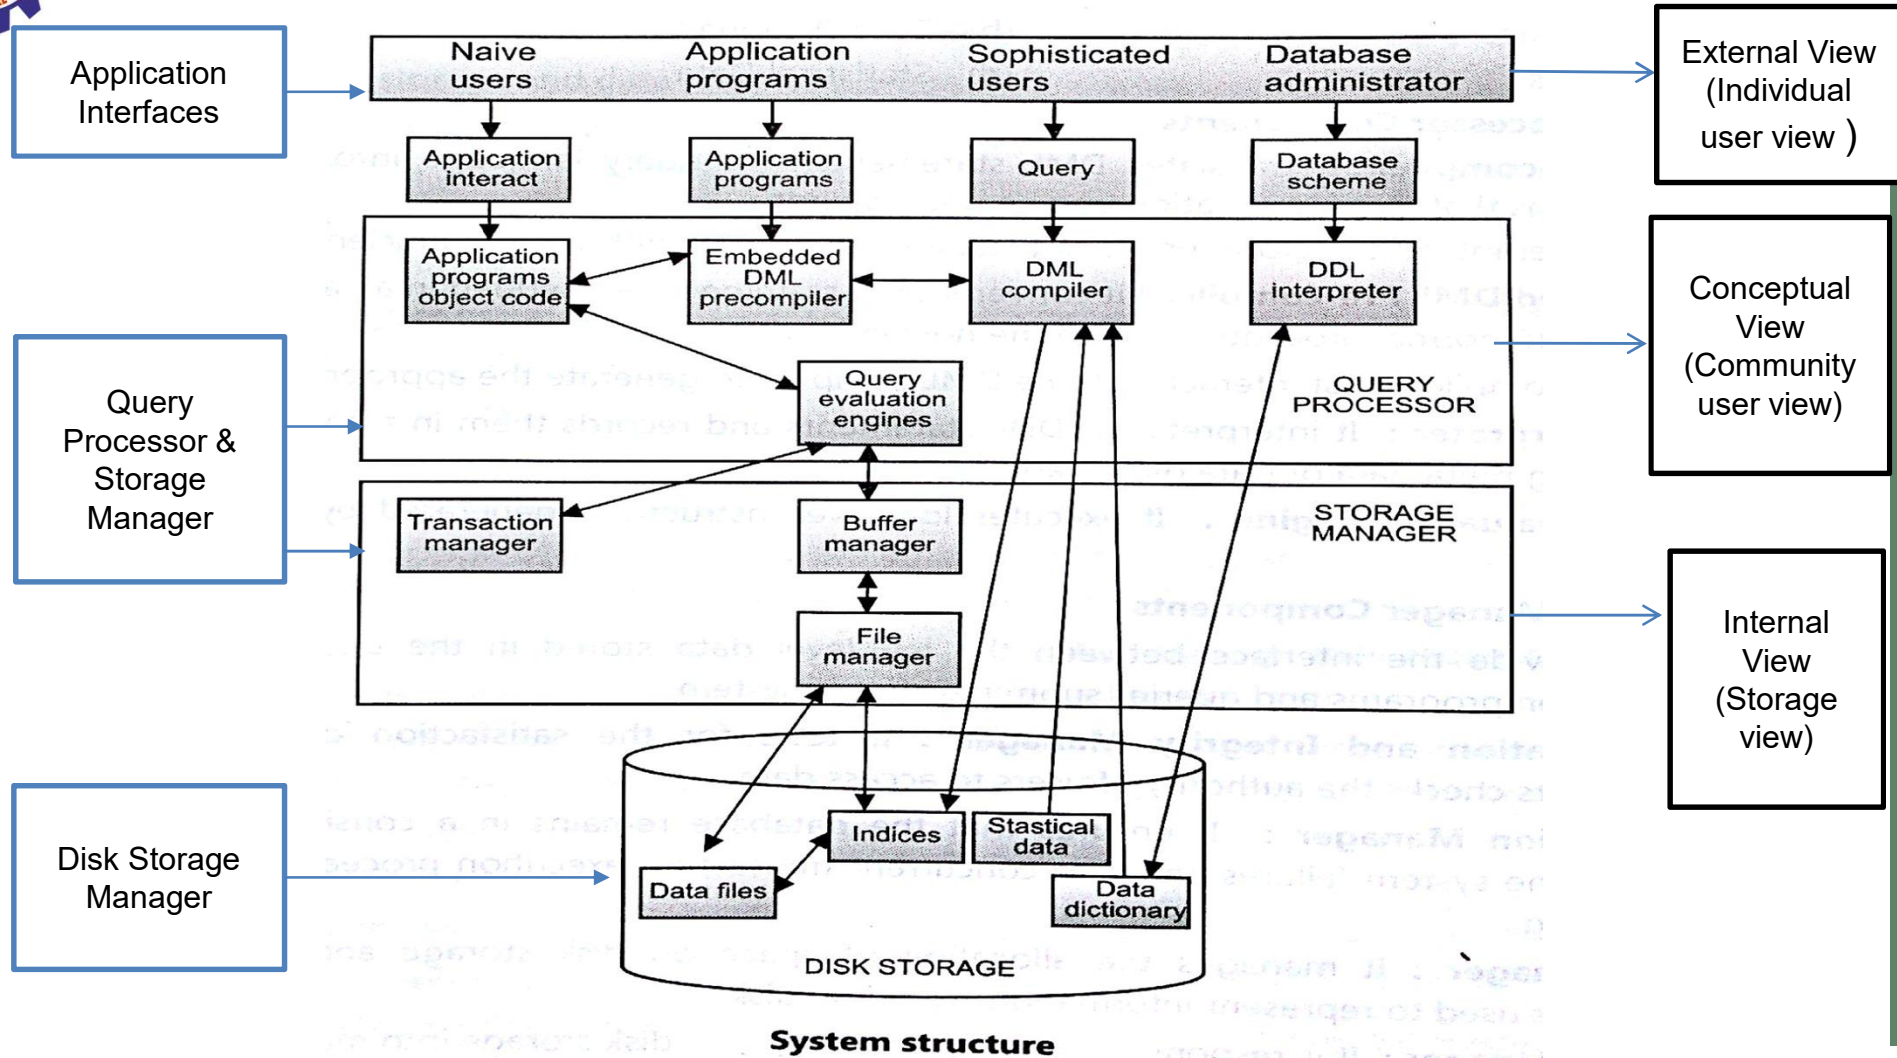 Application
Interfaces
Query
Processor &
Storage
Manager
Disk Storage
Manager
Naive
users
Application
programs
Sophisticated
users
Database
administrator
Application
interact
Application
programs
Query
Database
scheme
Application
programs
object code
Embedded
DML
precompiler
DML
compiler
DDL
interpreter
Query
evaluation
engines
QUERY
PROCESSOR
Transaction
manager
Buffer
manager
STORAGE
MANAGER
File
manager
Indices
Stastical
data
Data files
Data
dictionary
DISK STORAGE
System structure
External View
(Individual
user view )
Conceptual
View
(Community
user view)
Internal
View
(Storage
view)